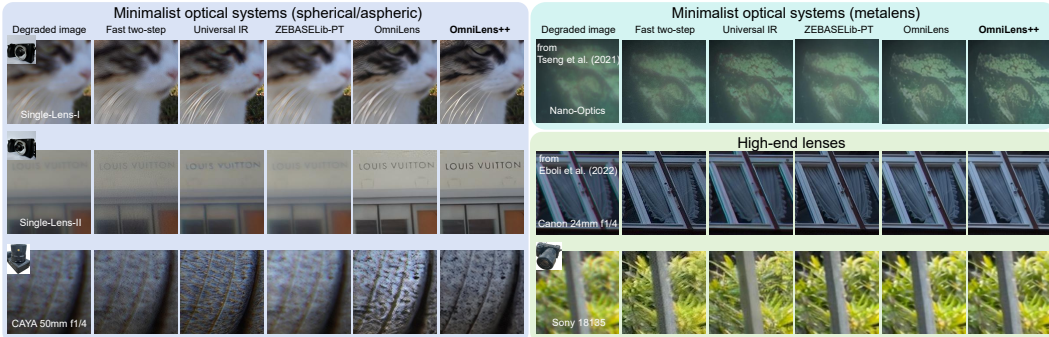 Minimalist optical systems (spherical/aspheric)
Degraded image Fast two-step Universal IR ZEBASELib-PT OmniLens OmniLens++
Single-Lens-I
LOUIS VUITTON LOUIS VUITTON LOUIS VUITTON LOUIS VUITTON LOUIS VUITTON
Single-Lens-II
CAYA 50mm f1/4
Minimalist optical systems (metalens)
Degraded image Fast two-step Universal IR ZEBASELib-PT OmniLens OmniLens++
from
Tseng et al. (2021)
Nano-Optics
High-end lenses
from
Eboli et al. (2022)
Canon 24mm f1/4
Sony 18135